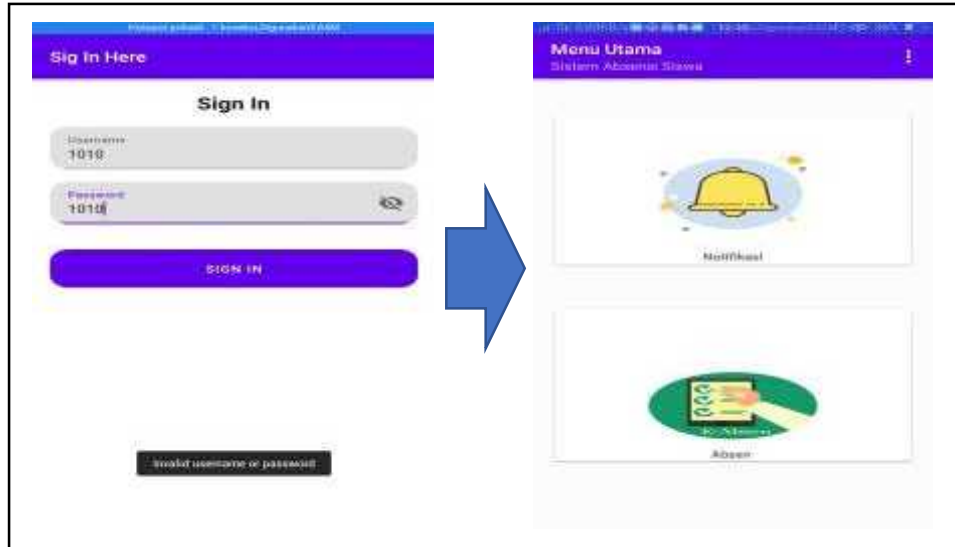 Sig In Here
Sign In
Username
1010
Password
1010
SIGN IN
Invalid username or password
Menu Utama
Sistem Absensi Siswa
Notifikasi
Absen